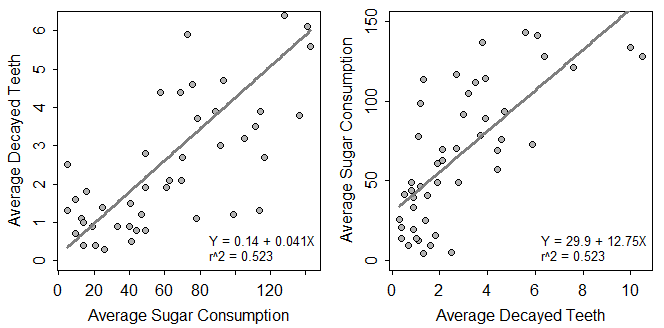 Average Decayed Teeth
6
5
4
3
2
1
0
Y = 0.14 + 0.041X
r^2 = 0.523
0 20 40 60 80 100 120
Average Sugar Consumption
Average Sugar Consumption
150
100
50
0
Y = 29.9 + 12.75X
r^2 = 0.523
0 2 4 6 8 10
Average Decayed Teeth